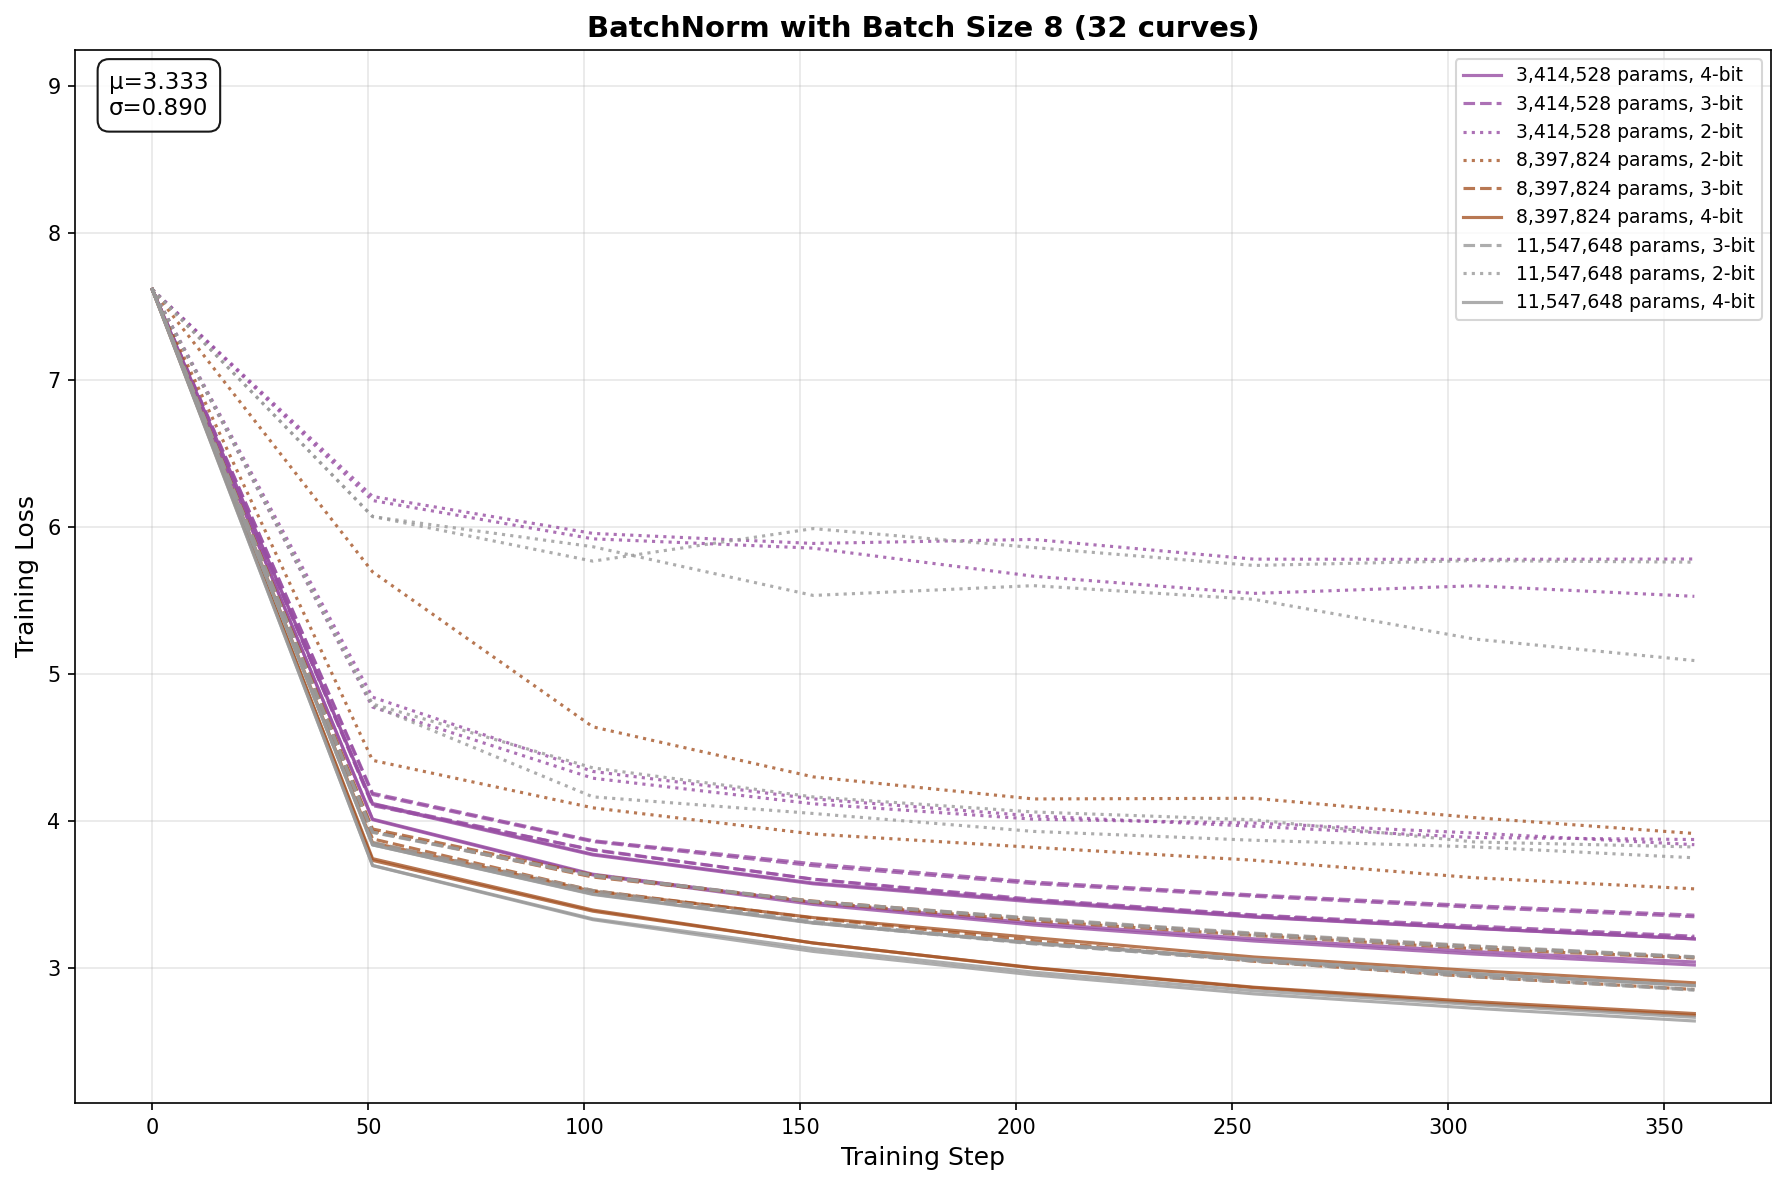 BatchNorm with Batch Size 8 (32 curves)
μ=3.333
σ=0.890
3,414,528 params, 4-bit
3,414,528 params, 3-bit
3,414,528 params, 2-bit
8,397,824 params, 2-bit
8,397,824 params, 3-bit
8,397,824 params, 4-bit
11,547,648 params, 3-bit
11,547,648 params, 2-bit
11,547,648 params, 4-bit
Training Loss
9
8
7
6
5
4
3
0 50 100 150 200 250 300 350
Training Step